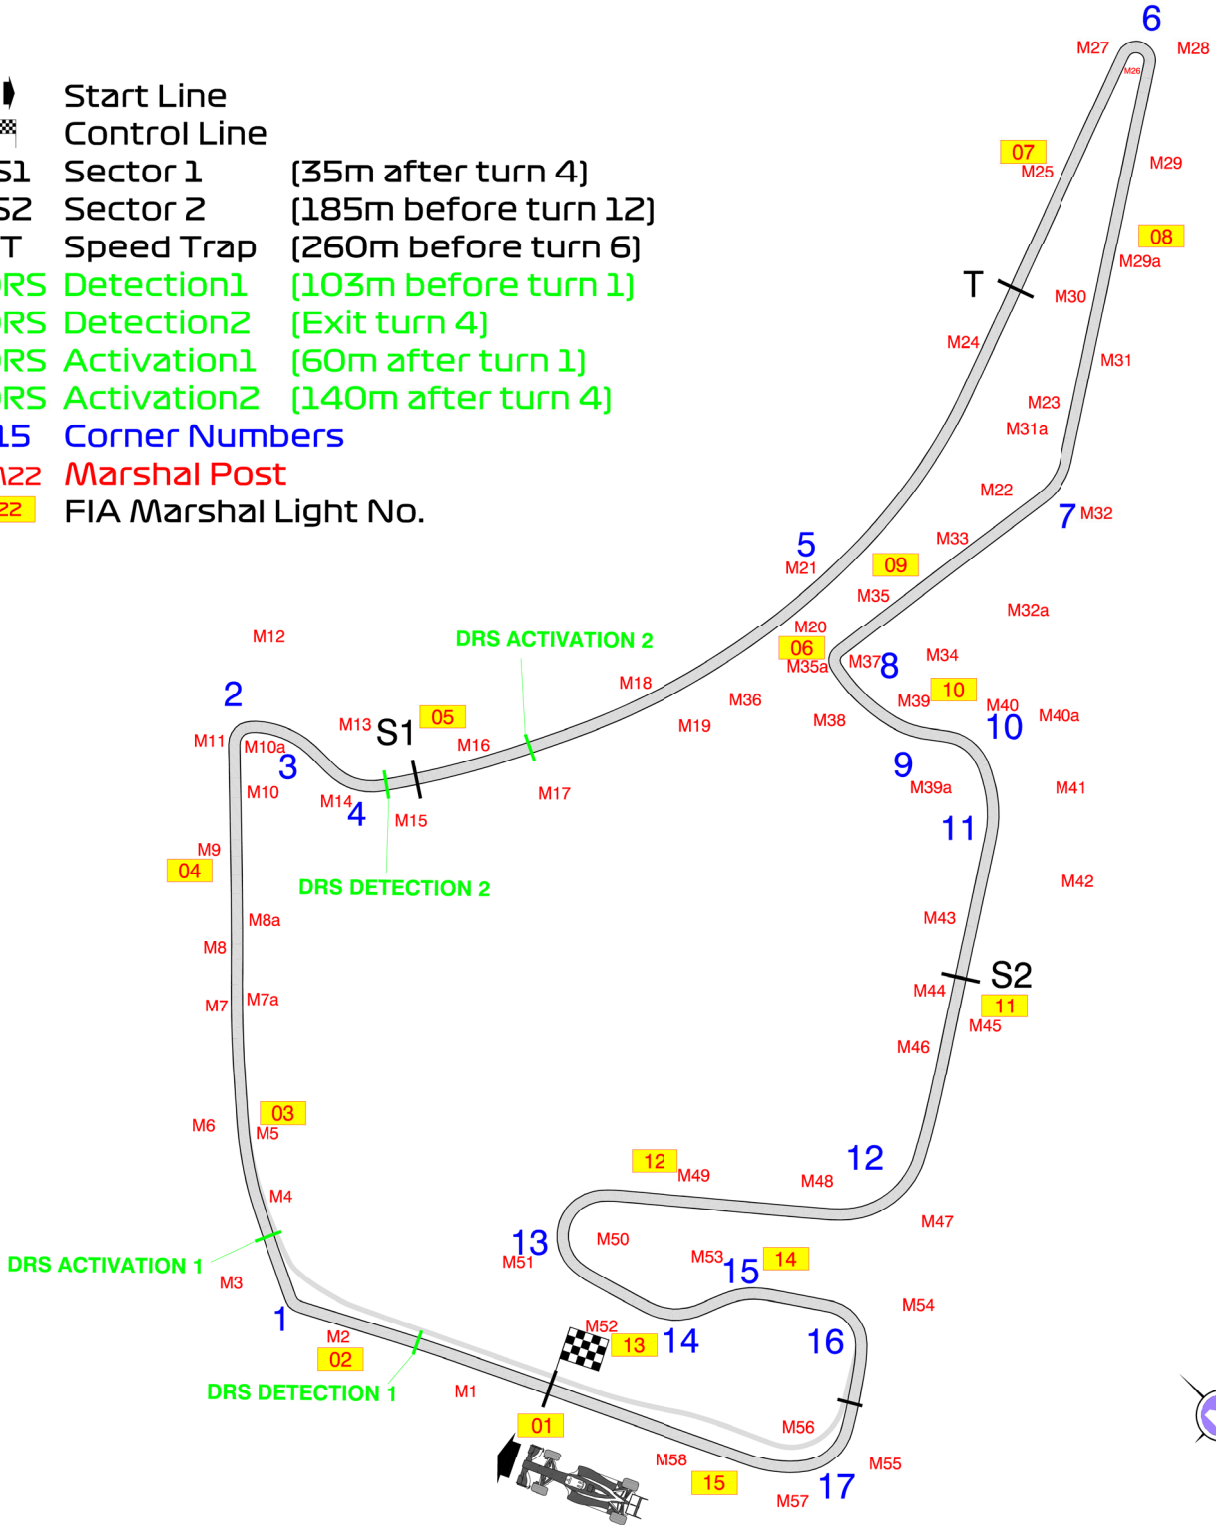 Start Line
Control Line
S1 Sector 1 (35m after turn 4)
S2 Sector 2 (185m before turn 12)
T Speed Trap (260m before turn 6)
RS Detection1 (103m before turn 1)
RS Detection2 (Exit turn 4)
RS Activation1 (60m after turn 1)
RS Activation2 (140m after turn 4)
15 Corner Numbers
M22 Marshal Post
22 FIA Marshal Light No.
6
M27
M28
M26
07
M25
M29
08
M29a
T
M30
M24
M31
M23
M31a
M22
7
M32
5
M21
M33
09
M35
M32a
M12
DRS ACTIVATION 2
M20
06
M35a
M37
8
M34
2
M18
M36
M39
10
M40
M40a
M13
S1
05
M19
M38
10
M11
M10a
M16
3
9
M10
M14
4
M15
M17
M39a
M41
11
M9
04
DRS DETECTION 2
M42
M8a
M43
M8
S2
M44
M7
M7a
11
M45
M46
03
M6
M5
12
12
M49
M48
M4
M47
13
M50
M51
M53
14
15
DRS ACTIVATION 1
M3
M54
1
M2
M52
13
14
16
02
DRS DETECTION 1
M1
01
M56
M58
M55
15
17
M57